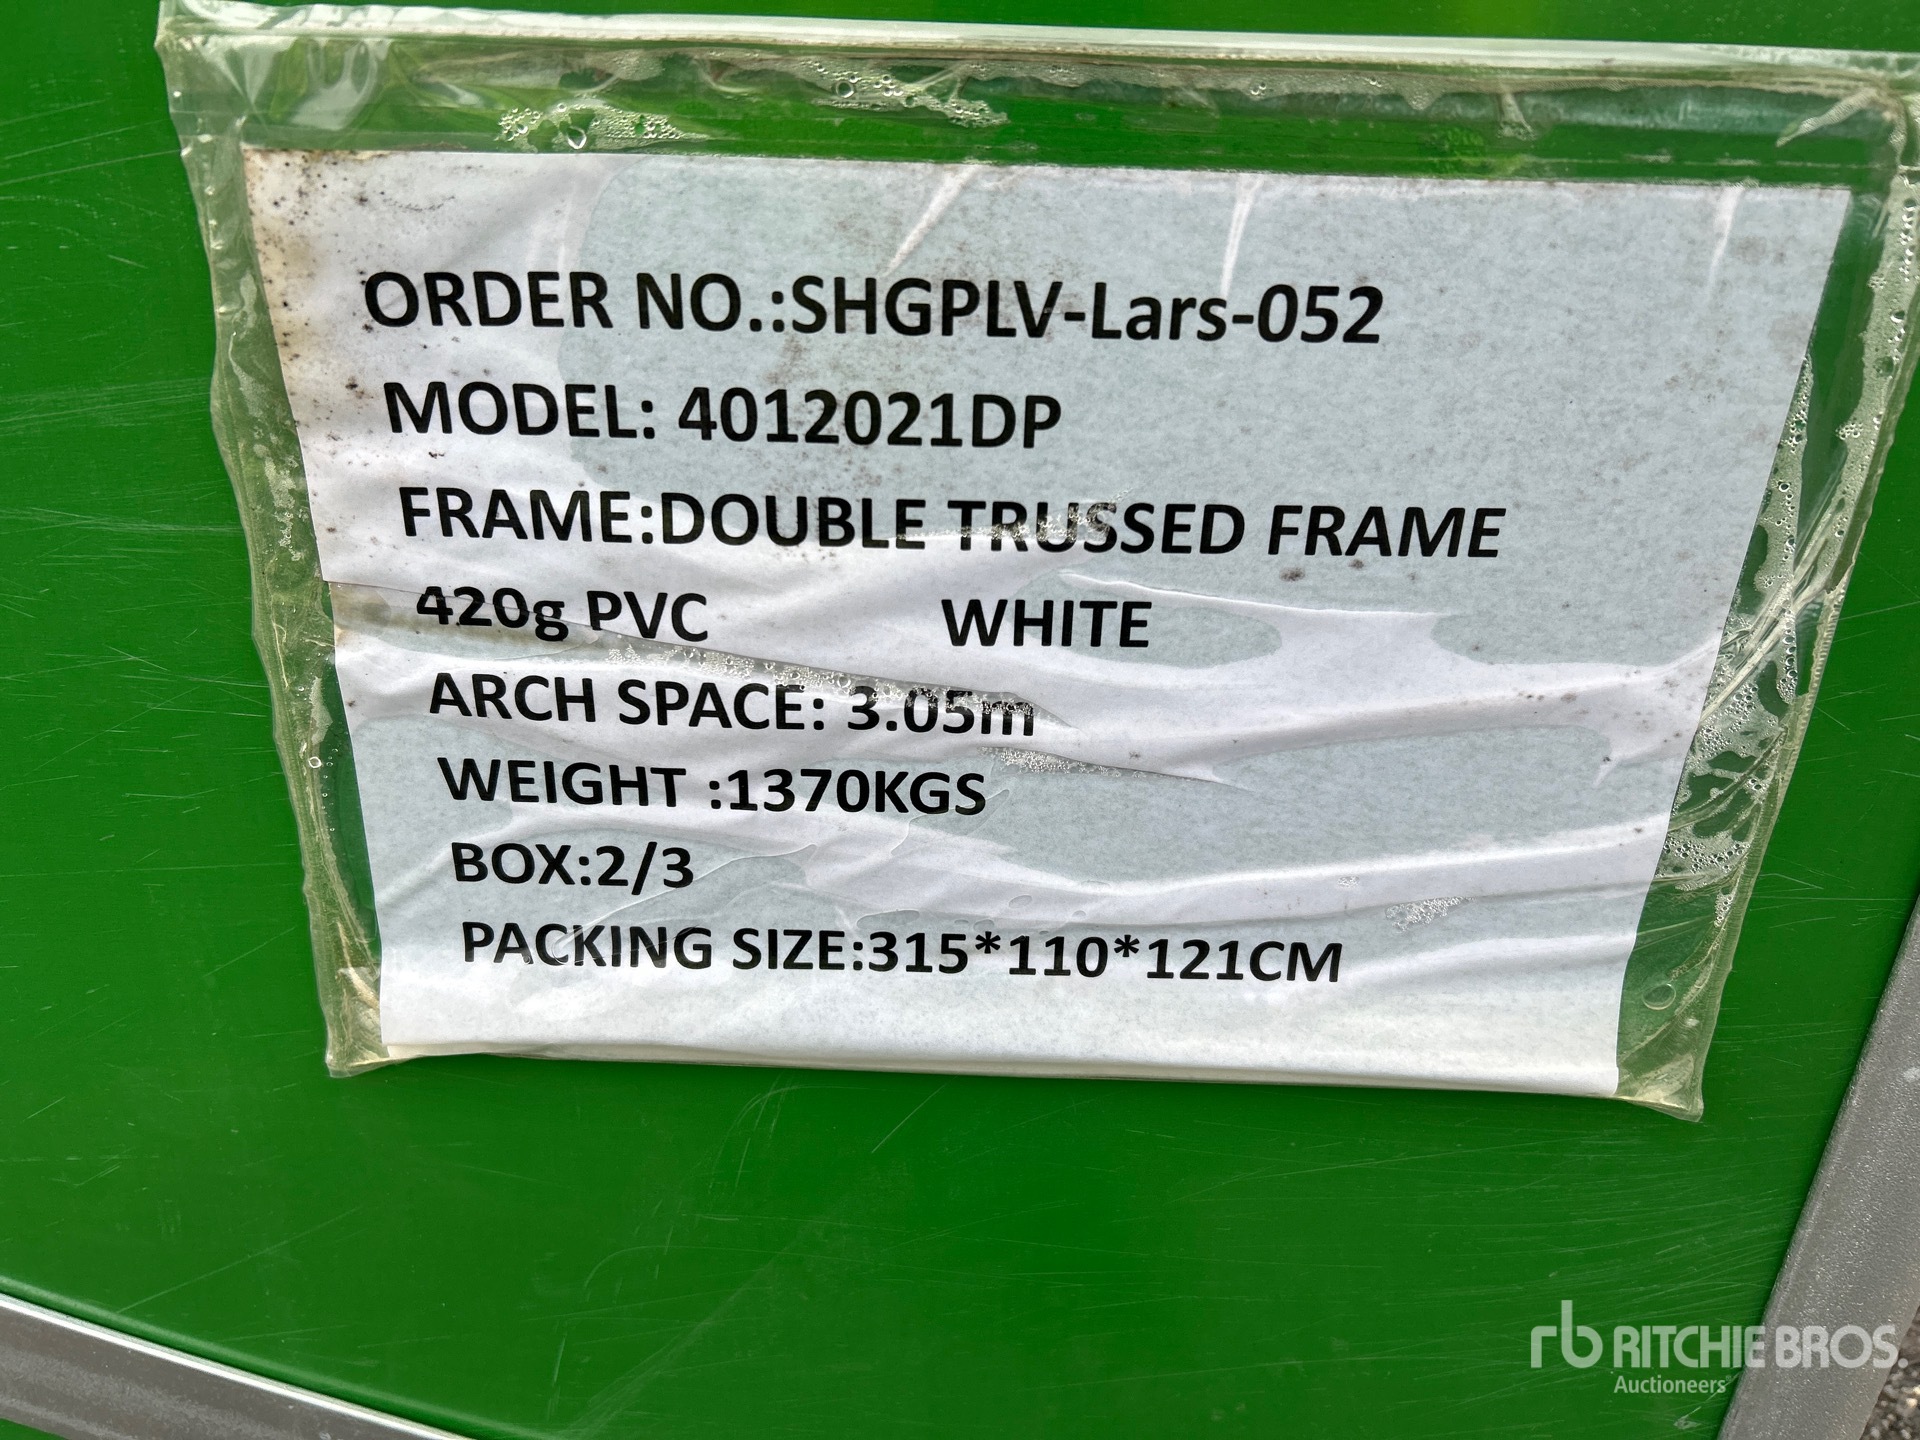 ORDER NO.:SHGPLV-Lars-052
MODEL: 4012021DP
FRAME:DOUBLE TRUSSED FRAME
420g PVC WHITE
ARCH SPACE: 3.05m
WEIGHT :1370KGS
BOX:2/3
PACKING SIZE:315*110*121CM
rb RITCHIE BROS.
Auctioneers